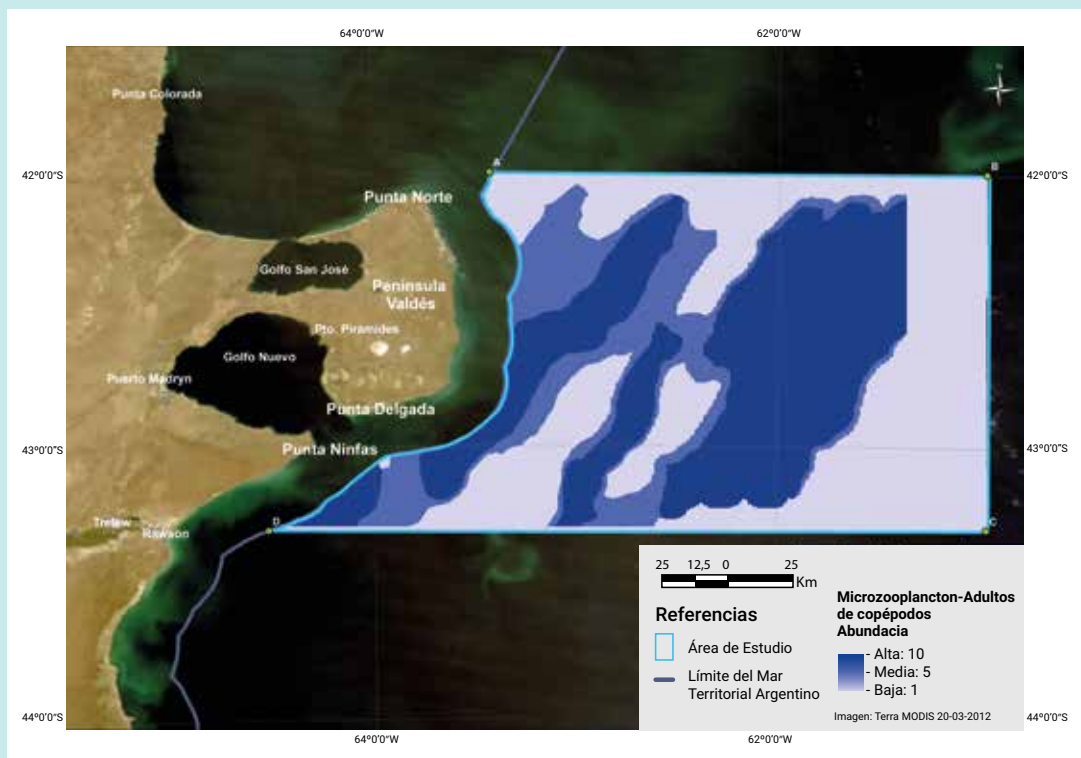 64º0'0"W
62º0'0"W
Punta Colorada
N
A
B
42º0'0"S
42º0'0"S
Punta Norte
Golfo San José
Península
Valdés
Pto. Pirámides
Golfo Nuevo
Puerto Madryn
Punta Delgada
Punta Ninfas
43º0'0"S
43º0'0"S
D
C
Trelew
Rawson
25 12,5 0 25
Km
Referencias
Área de Estudio
Límite del Mar
Territorial Argentino
Microzooplancton-Adultos
de copépodos
Abundacia
- Alta: 10
- Media: 5
- Baja: 1
Imagen: Terra MODIS 20-03-2012
44º0'0"S
44º0'0"S
64º0'0"W
62º0'0"W